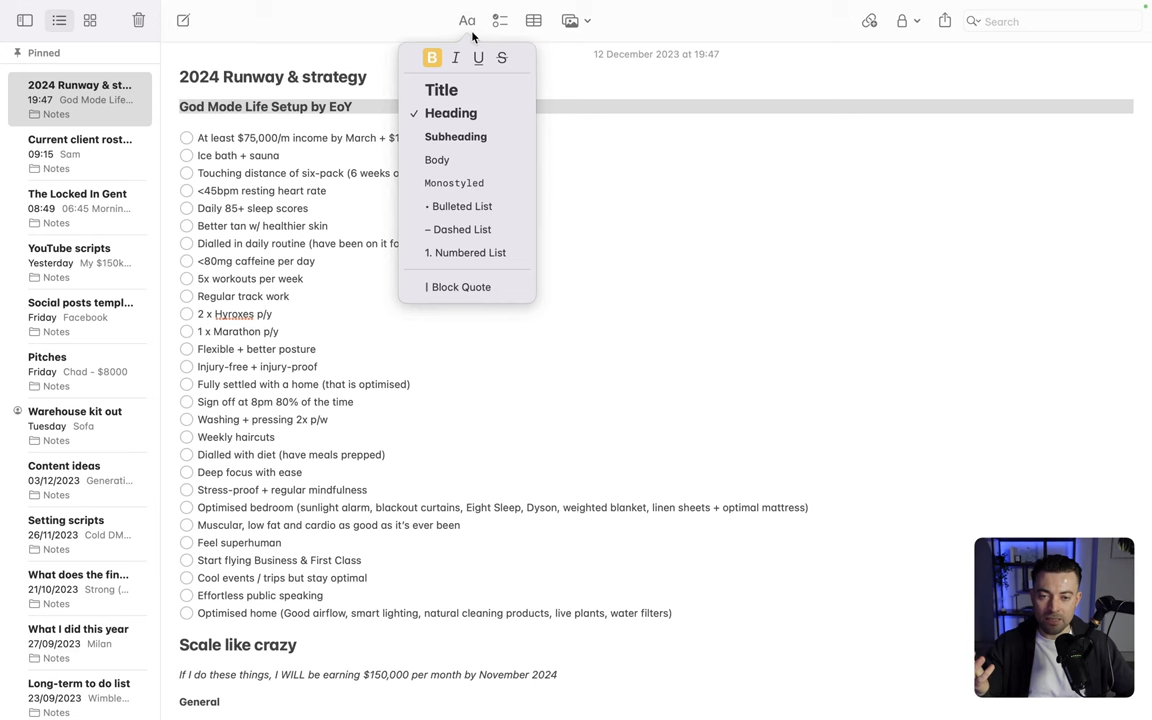 Aa
Search
Pinned
2024 Runway & st...
19:47 God Mode Life...
Notes
Current client rost...
09:15 Sam
Notes
The Locked In Gent
08:49 06:45 Mornin...
Notes
YouTube scripts
Yesterday My $150k...
Notes
Social posts templ...
Friday Facebook
Notes
Pitches
Friday Chad - $8000
Notes
Warehouse kit out
Tuesday Sofa
Notes
Content ideas
03/12/2023 Generati...
Notes
Setting scripts
26/11/2023 Cold DM...
Notes
What does the fin...
21/10/2023 Strong (...
Notes
What I did this year
27/09/2023 Milan
Notes
Long-term to do list
23/09/2023 Wimble...
Notes
12 December 2023 at 19:47
2024 Runway & strategy
God Mode Life Setup by EoY
At least $75,000/m income by March + $1
Ice bath + sauna
Touching distance of six-pack (6 weeks o
<45bpm resting heart rate
Daily 85+ sleep scores
Better tan w/ healthier skin
Dialled in daily routine (have been on it fo
<80mg caffeine per day
5x workouts per week
Regular track work
2 x Hyroxes p/y
1 x Marathon p/y
Flexible + better posture
Injury-free + injury-proof
Fully settled with a home (that is optimised)
Sign off at 8pm 80% of the time
Washing + pressing 2x p/w
Weekly haircuts
Dialled with diet (have meals prepped)
Deep focus with ease
Stress-proof + regular mindfulness
Optimised bedroom (sunlight alarm, blackout curtains, Eight Sleep, Dyson, weighted blanket, linen sheets + optimal mattress)
Muscular, low fat and cardio as good as it's ever been
Feel superhuman
Start flying Business & First Class
Cool events / trips but stay optimal
Effortless public speaking
Optimised home (Good airflow, smart lighting, natural cleaning products, live plants, water filters)
Scale like crazy
If I do these things, I WILL be earning $150,000 per month by November 2024
General
B I U S
Title
✓ Heading
Subheading
Body
Monostyled
• Bulleted List
– Dashed List
1. Numbered List
| Block Quote